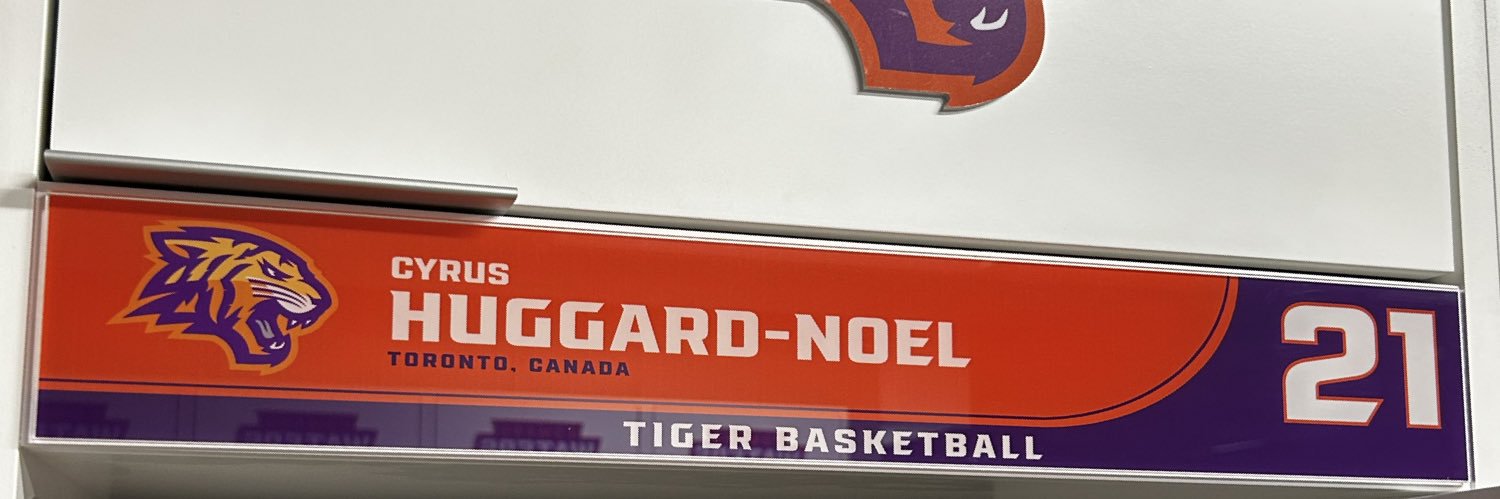 CYRUS
HUGGARD-NOEL
TORONTO, CANADA
21
TIGER BASKETBALL